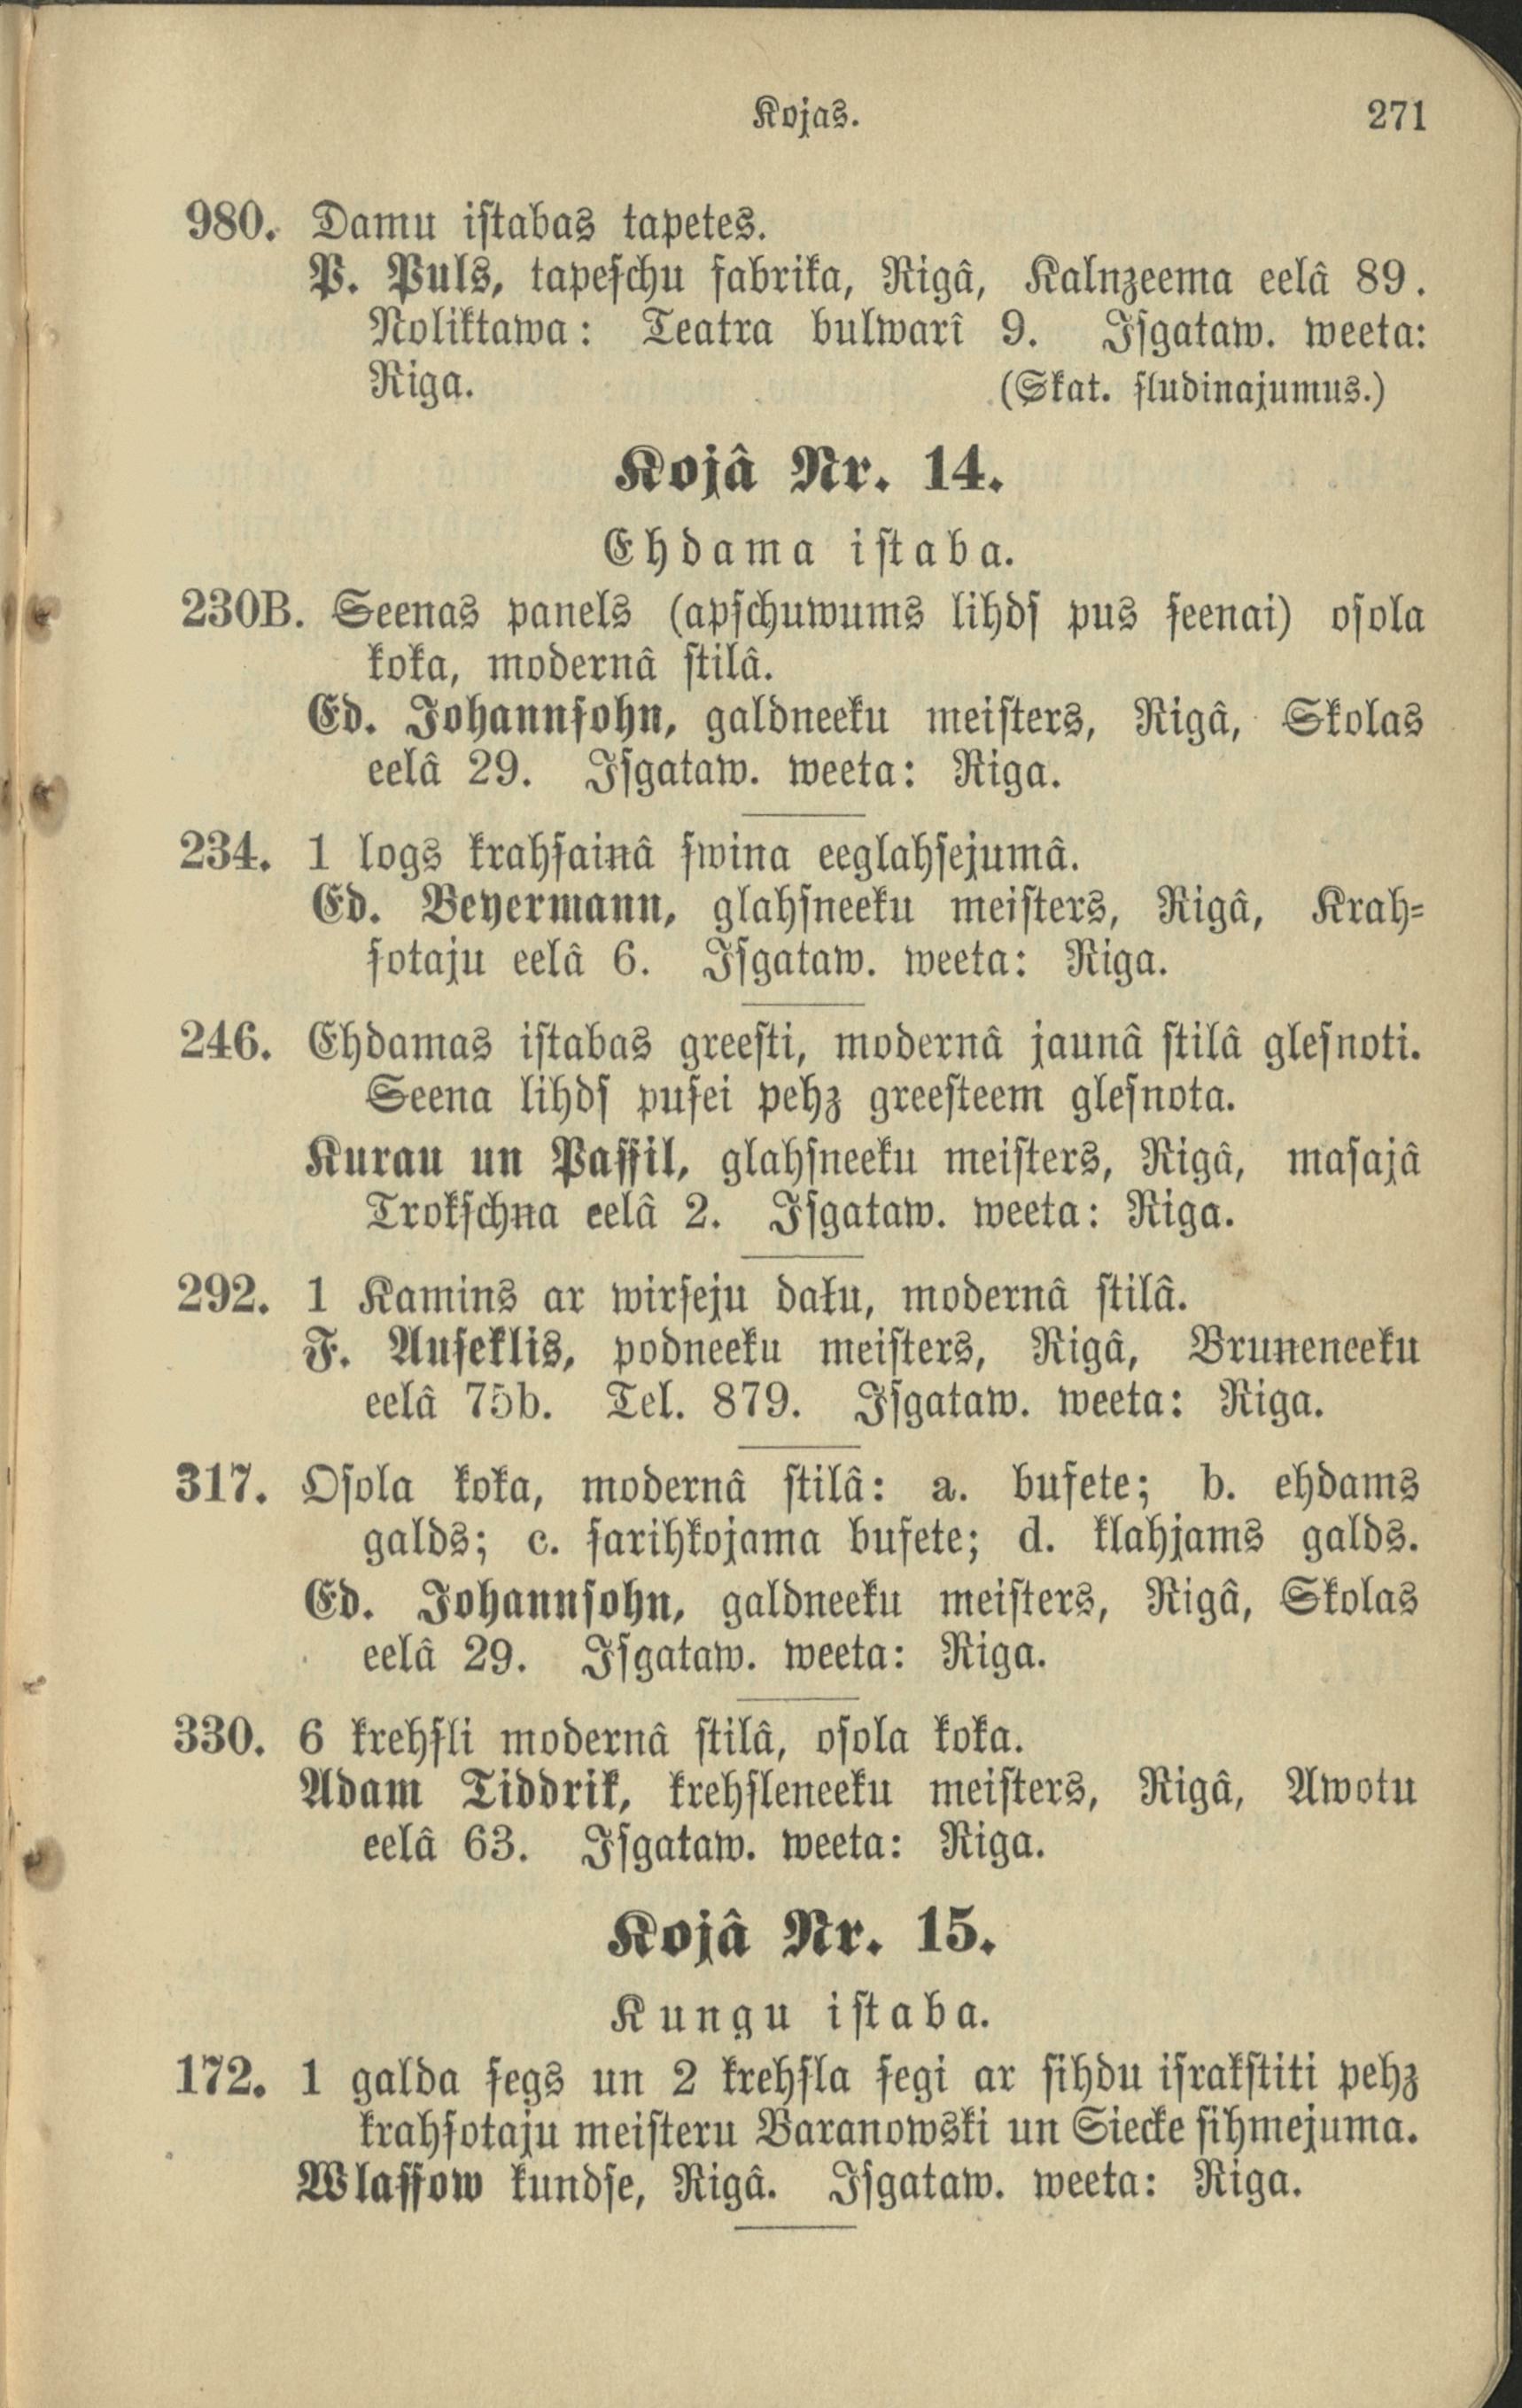 Kojas. 271
980. Damu istabas tapetes.
P. Puls, tapeſchu fabrika, Rigâ, Kalnzeema eelâ 89.
Noliktawa: Teatra bulwarî 9. Iſgataw. weeta:
Riga. (Skat. ſludinajumus.)
Kojâ Nr. 14.
Ehdama iſtaba.
230B. Seenas panels (apſchuwums lihdſ pus ſeenai) oſola
koka, modernâ ſtilâ.
Ed. Johannſohn, galdneeku meiſters, Rigâ, Skolas
eelâ 29. Iſgataw. weeta: Riga.
234. 1 logs krahſainâ ſwina eeglahſejumâ.
Ed. Beyermann, glahſneeku meiſters, Rigâ, Krah-
ſotaju eelâ 6. Iſgataw. weeta: Riga.
246. Ehdamas iſtabas greeſti, modernâ jaunâ ſtilâ gleſnoti.
Seena lihdſ puſei pehz greeſteem gleſnota.
Kurau un Paſſil, glahſneeku meiſters, Rigâ, maſajâ
Trokſchņa eelâ 2. Iſgataw. weeta: Riga.
292. 1 Kamins ar wirſeju daļu, modernâ ſtilâ.
F. Auſeklis, podneeku meiſters, Rigâ, Bruņeneeku
eelâ 75b. Tel. 879. Iſgataw. weeta: Riga.
317. Oſola koka, modernâ ſtilâ: a. bufete; b. ehdams
galds; c. ſarihkojama bufete; d. klahjams galds.
Ed. Johannſohn, galdneeku meiſters, Rigâ, Skolas
eelâ 29. Iſgataw. weeta: Riga.
330. 6 krehſli modernâ ſtilâ, oſola koka.
Adam Tiddrik, krehſleneeku meiſters, Rigâ, Awotu
eelâ 63. Iſgataw. weeta: Riga.
Kojâ Nr. 15.
Kungu iſtaba.
172. 1 galda ſegs un 2 krehſla ſegi ar ſihdu iſrakſtiti pehz
krahſotaju meiſteru Baranowski un Siecke ſihmejuma.
Wlaſſow kundſe, Rigâ. Iſgataw. weeta: Riga.